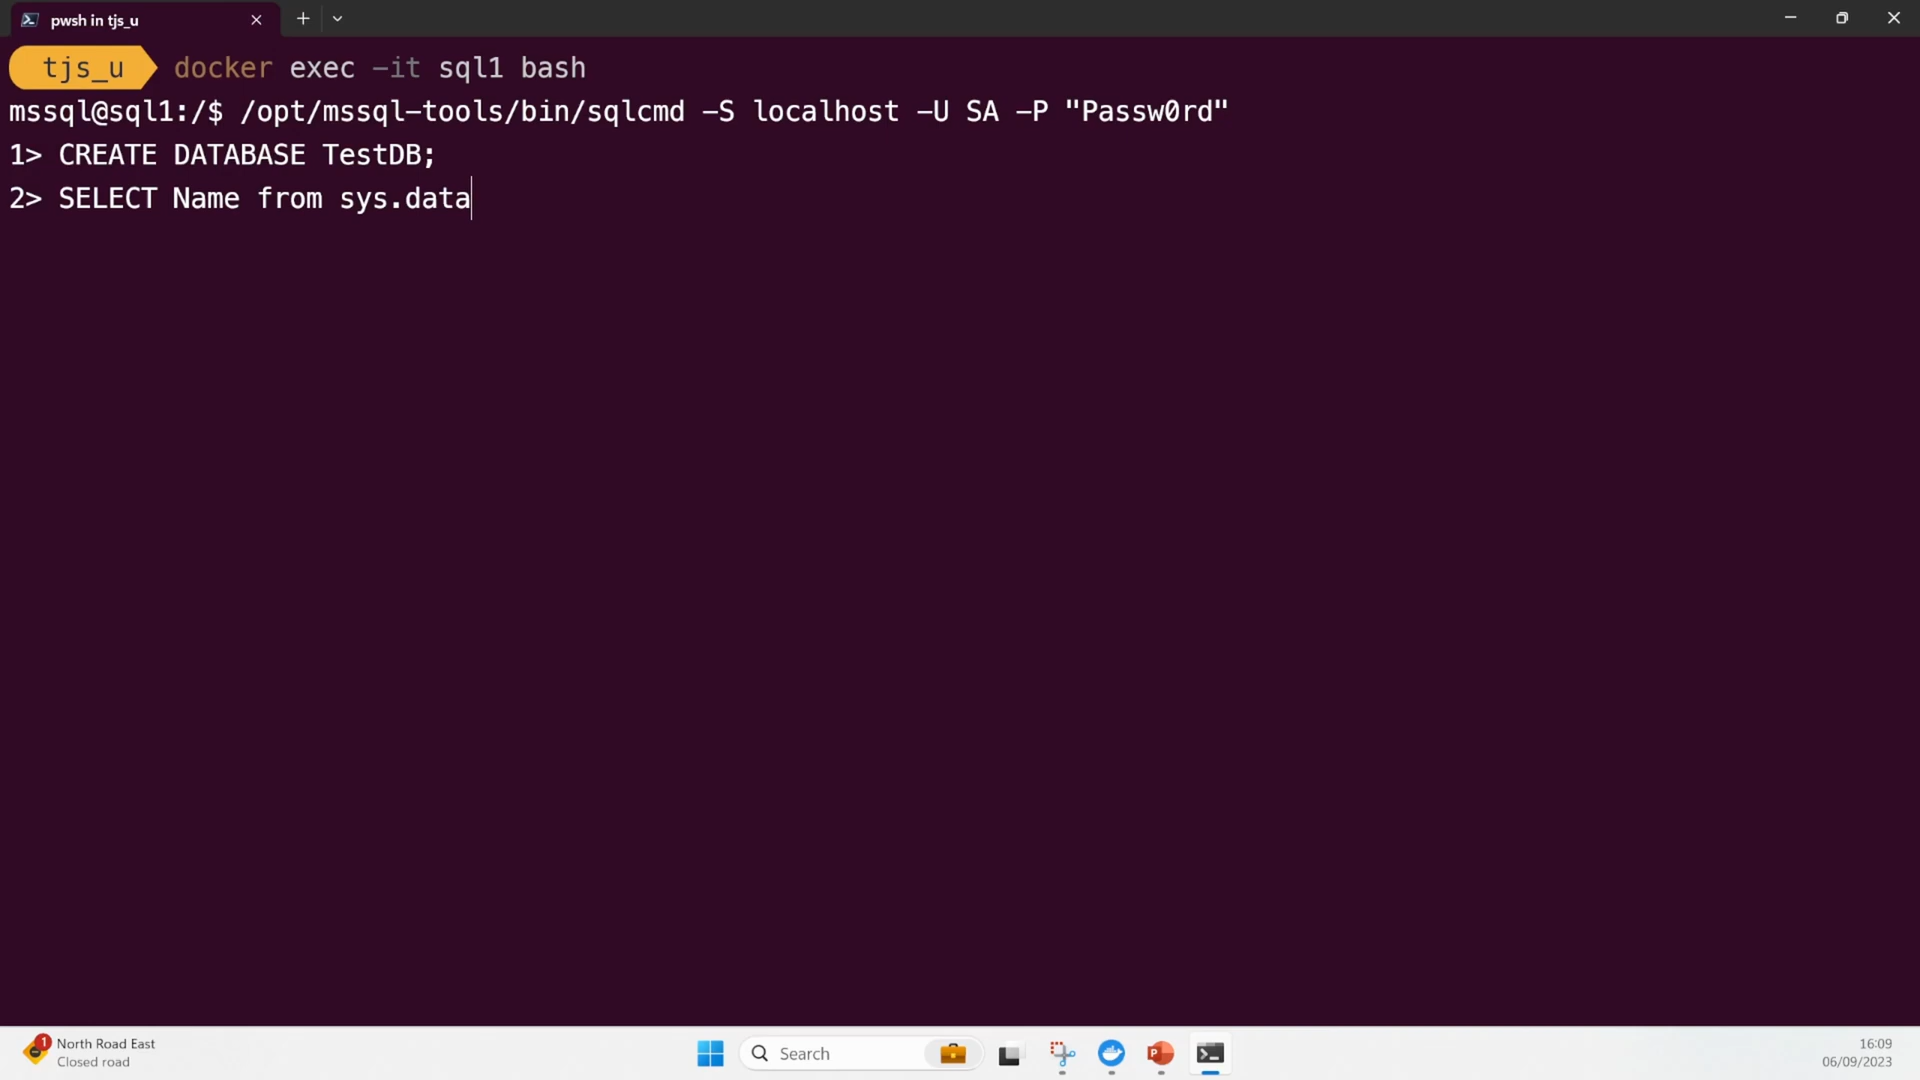 pwsh in tjs_u
tjs_u docker exec -it sql1 bash
mssql@sql1:/$ /opt/mssql-tools/bin/sqlcmd -S localhost -U SA -P "Passw0rd"
1> CREATE DATABASE TestDB;
2> SELECT Name from sys.data
1
North Road East
Closed road
Search
P
16:09
06/09/2023